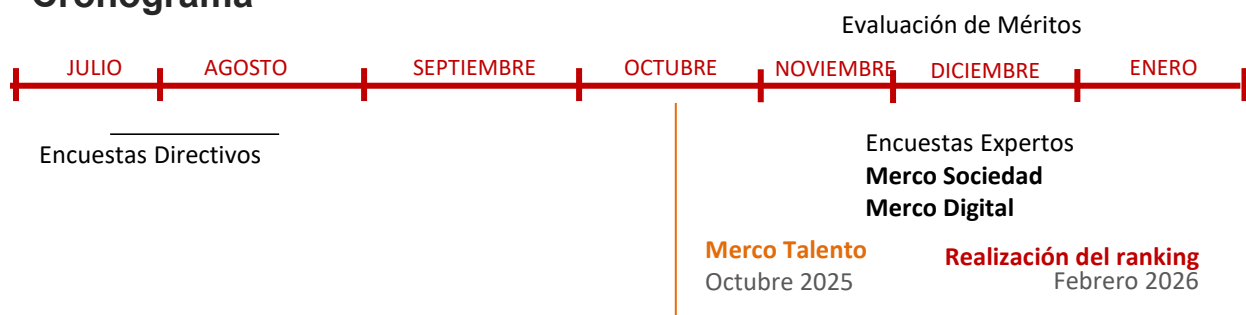 Cronograma
Evaluación de Méritos
JULIO AGOSTO SEPTIEMBRE OCTUBRE NOVIEMBRE DICIEMBRE ENERO
Encuestas Directivos
Encuestas Expertos
Merco Sociedad
Merco Digital
Merco Talento
Octubre 2025
Realización del ranking
Febrero 2026